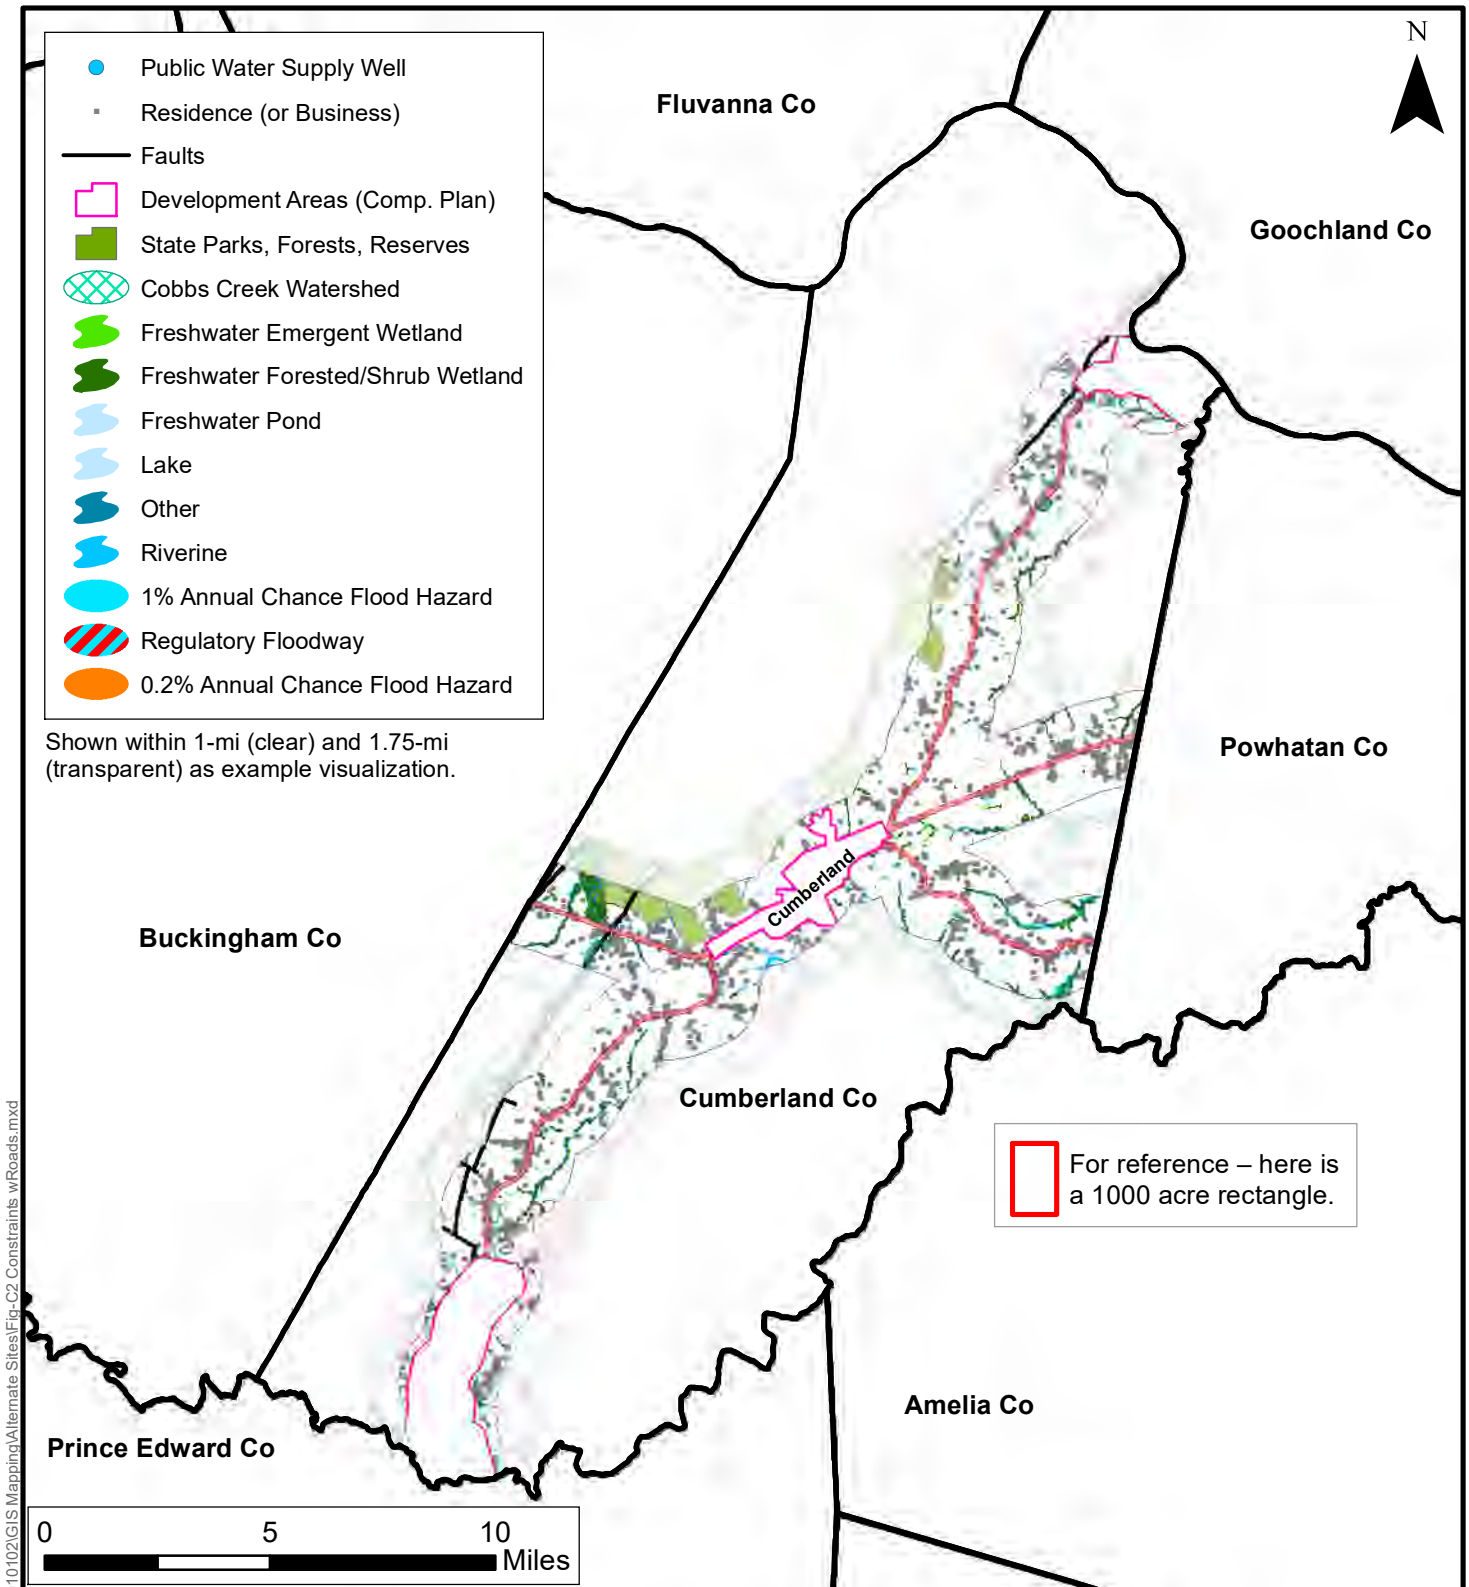 N
Public Water Supply Well
Residence (or Business)
Faults
Development Areas (Comp. Plan)
State Parks, Forests, Reserves
Cobbs Creek Watershed
Freshwater Emergent Wetland
Freshwater Forested/Shrub Wetland
Freshwater Pond
Lake
Other
Riverine
1% Annual Chance Flood Hazard
Regulatory Floodway
0.2% Annual Chance Flood Hazard
Shown within 1-mi (clear) and 1.75-mi
(transparent) as example visualization.
Fluvanna Co
Goochland Co
Powhatan Co
Cumberland
Buckingham Co
Cumberland Co
For reference – here is
a 1000 acre rectangle.
Amelia Co
Prince Edward Co
0 5 10
Miles
10102\GIS Mapping\Alternate Sites\Fig-C2 Constraints wRoads.mxd